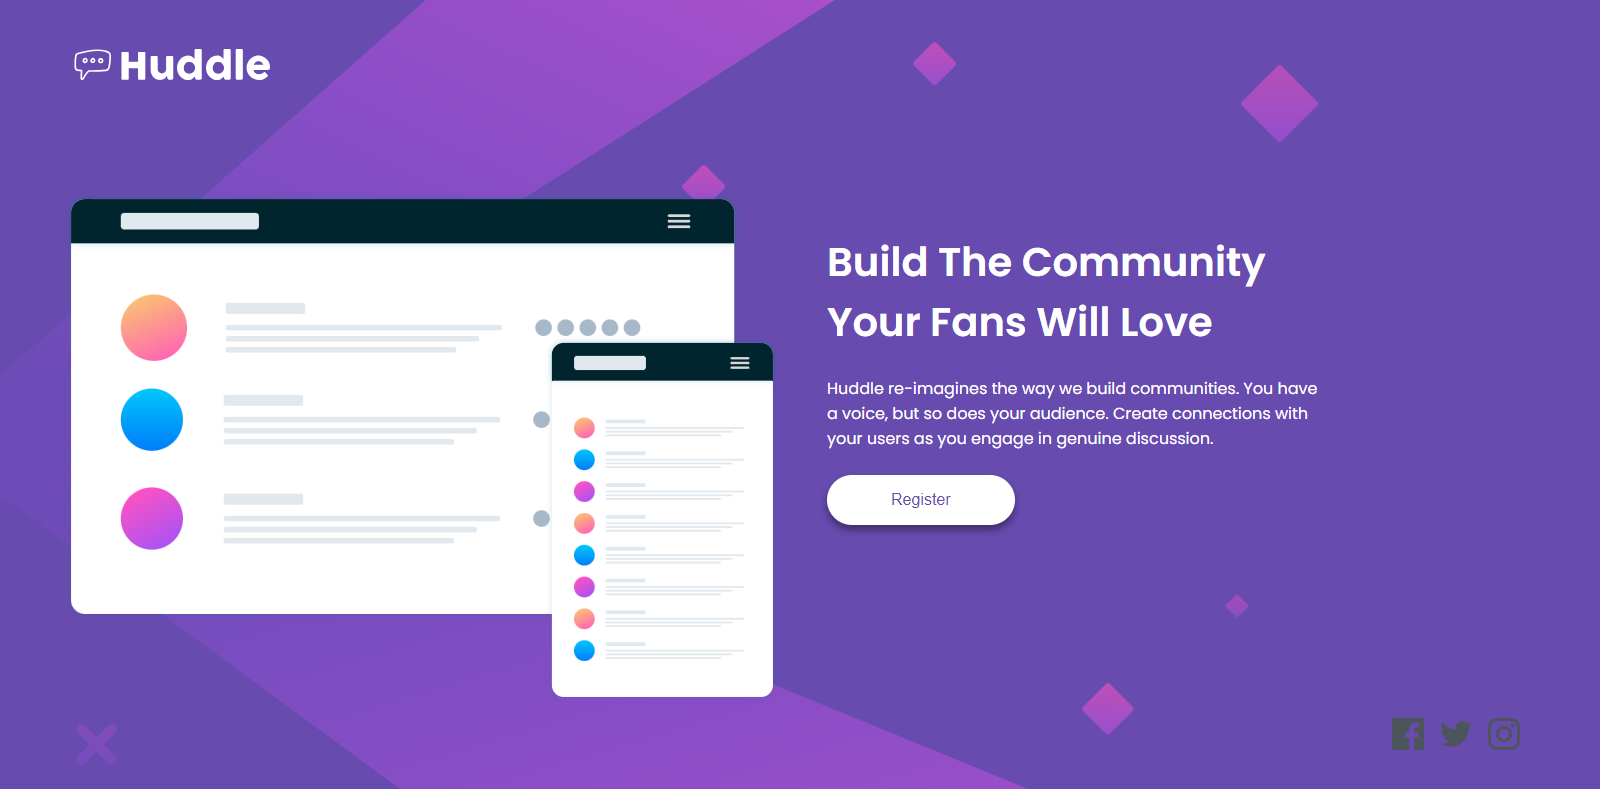 Huddle
Build The Community
Your Fans Will Love
Huddle re-imagines the way we build communities. You have
a voice, but so does your audience. Create connections with
your users as you engage in genuine discussion.
Register